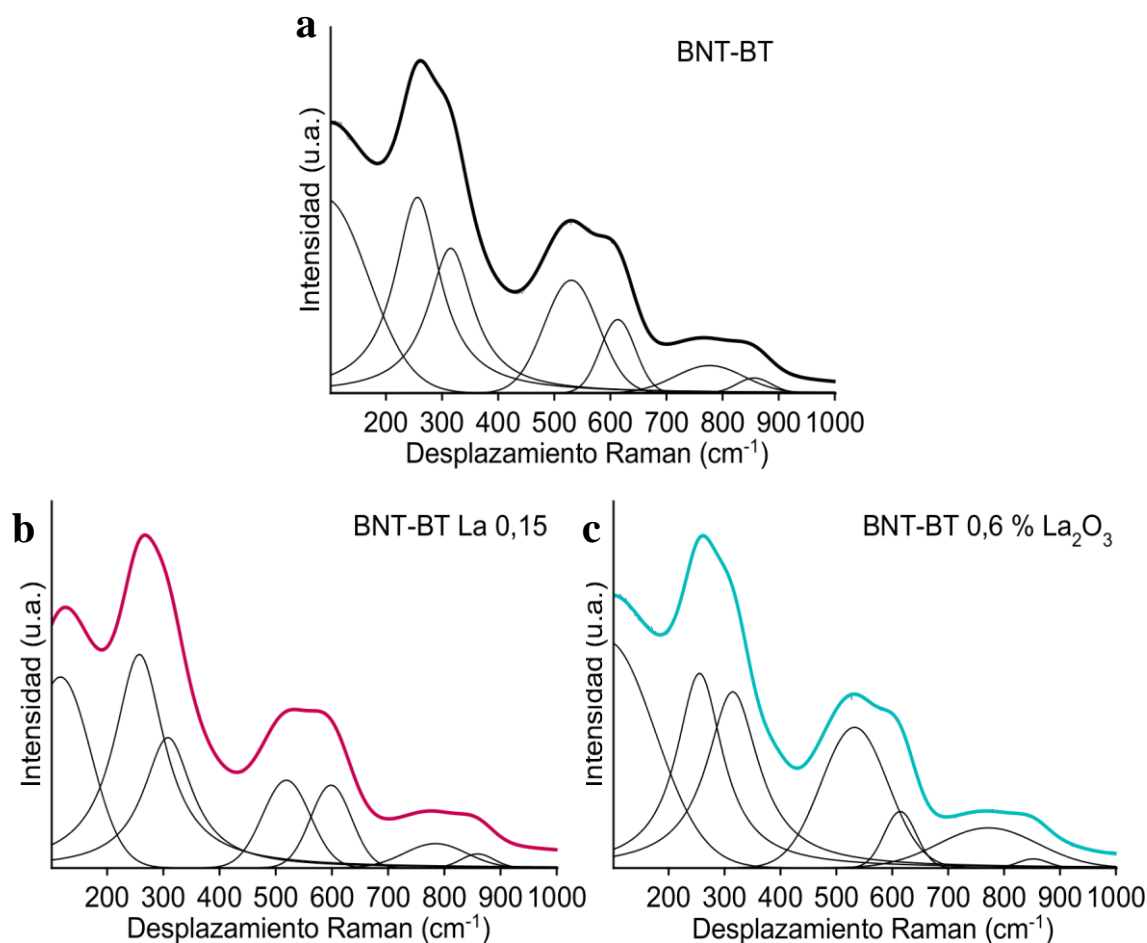 a
BNT-BT
Intensidad (u.a.)
200 300 400 500 600 700 800 900 1000
Desplazamiento Raman (cm⁻¹)
b
BNT-BT La 0,15
Intensidad (u.a.)
200 300 400 500 600 700 800 900 1000
Desplazamiento Raman (cm⁻¹)
c
BNT-BT 0,6 % La₂O₃
Intensidad (u.a.)
200 300 400 500 600 700 800 900 1000
Desplazamiento Raman (cm⁻¹)